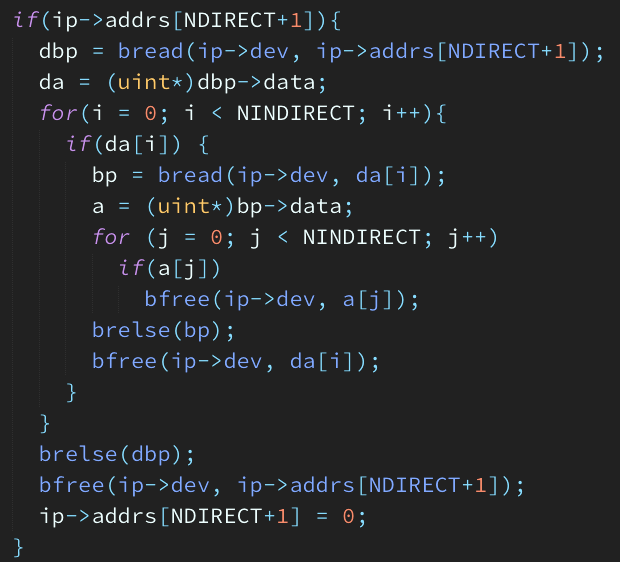 if(ip->addrs[NDIRECT+1]){
  dbp = bread(ip->dev, ip->addrs[NDIRECT+1]);
  da = (uint*)dbp->data;
  for(i = 0; i < NINDIRECT; i++){
    if(da[i]) {
      bp = bread(ip->dev, da[i]);
      a = (uint*)bp->data;
      for (j = 0; j < NINDIRECT; j++)
        if(a[j])
          bfree(ip->dev, a[j]);
      brelse(bp);
      bfree(ip->dev, da[i]);
    }
  }
  brelse(dbp);
  bfree(ip->dev, ip->addrs[NDIRECT+1]);
  ip->addrs[NDIRECT+1] = 0;
}